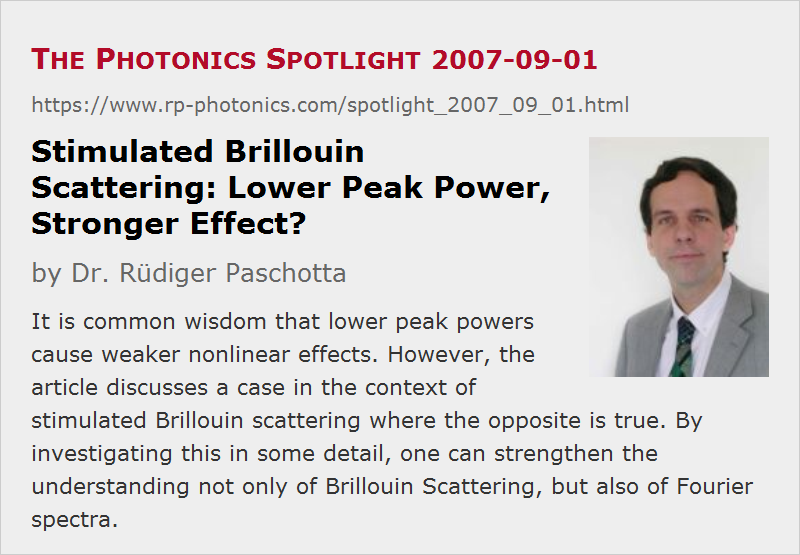 The Photonics Spotlight 2007-09-01
https://www.rp-photonics.com/spotlight_2007_09_01.html
Stimulated Brillouin
Scattering: Lower Peak Power,
Stronger Effect?
by Dr. Rüdiger Paschotta
It is common wisdom that lower peak powers
cause weaker nonlinear effects. However, the
article discusses a case in the context of
stimulated Brillouin scattering where the opposite is true. By
investigating this in some detail, one can strengthen the
understanding not only of Brillouin Scattering, but also of Fourier
spectra.